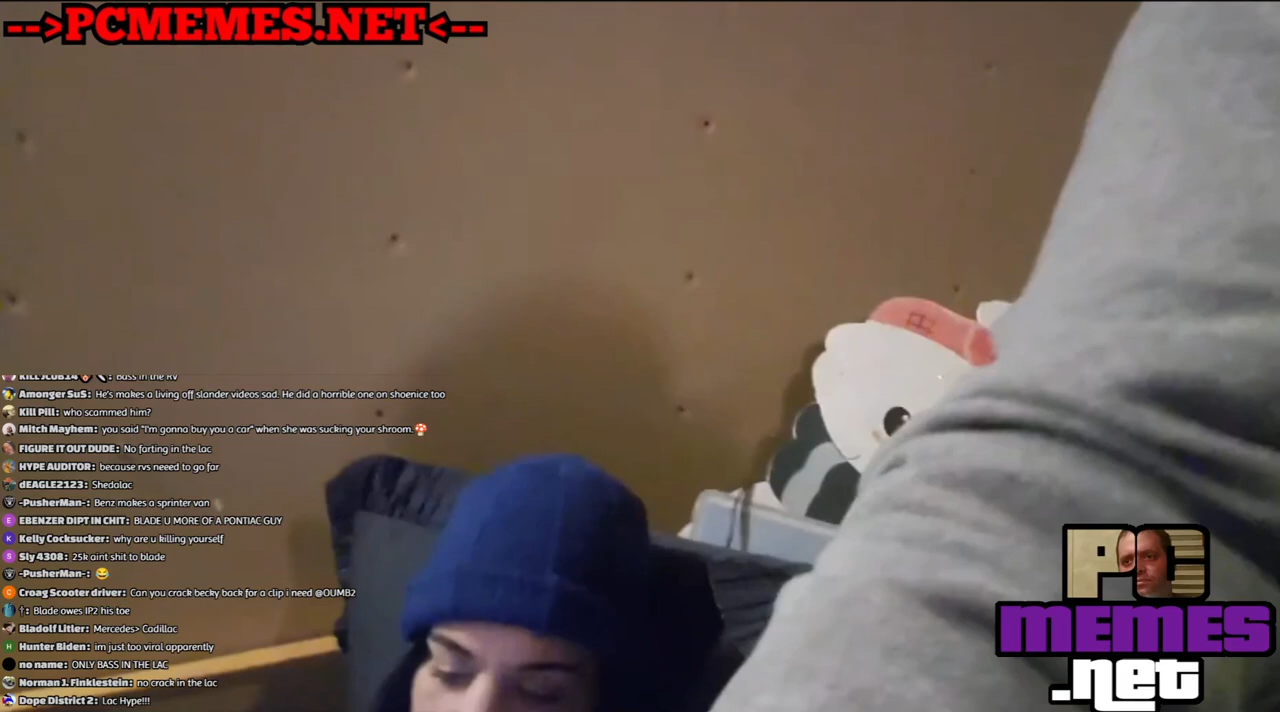 -->PCMEMES.NET<--
KILLJCUB14: Bass in the RV
Amonger SuS: He's makes a living off slander videos sad. He did a horrible one on shoenice too
Kill Pill: who scammed him?
Mitch Mayhem: you said "I'm gonna buy you a car" when she was sucking your shroom.🍄
FIGURE IT OUT DUDE: No farting in the lac
HYPE AUDITOR: because rvs neeed to go far
dEAGLE2123: Shedalac
-PusherMan-: Benz makes a sprinter van
EBENZER DIPT IN CHIT: BLADE U MORE OF A PONTIAC GUY
Kelly Cocksucker: why are u killing yourself
Sly 4308: 25k aint shit to blade
-PusherMan-: 😂
Croag Scooter driver: Can you crack becky back for a clip i need @OUMB2
†: Blade owes IP2 his toe
Bladolf Litler: Mercedes> Cadillac
Hunter Biden: im just too viral apparently
no name: ONLY BASS IN THE LAC
Norman J. Finklestein: no crack in the lac
Dope District 2: Lac Hype!!!
PC
MEMES
.net